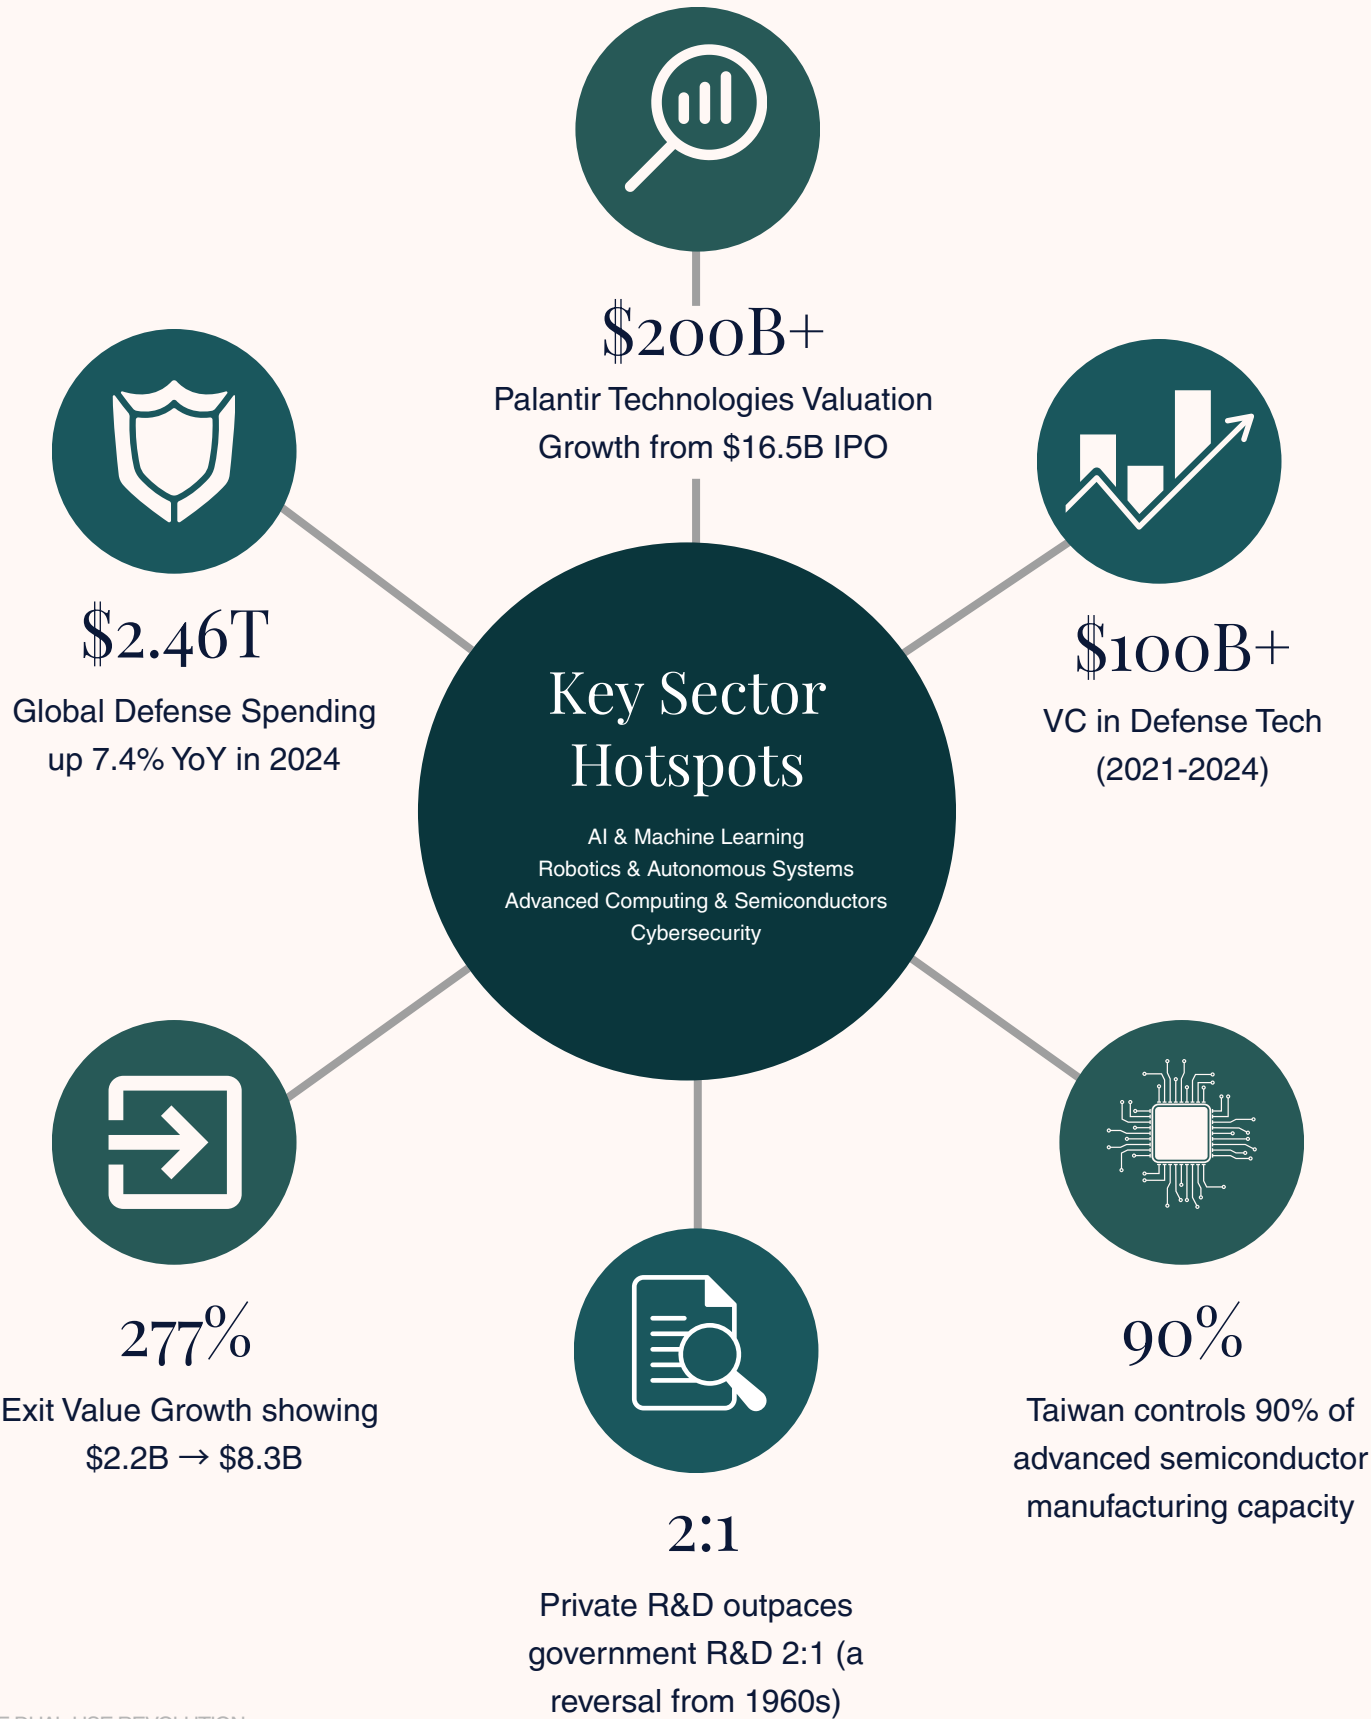 $200B+
Palantir Technologies Valuation
Growth from $16.5B IPO
$2.46T
Global Defense Spending
up 7.4% YoY in 2024
$100B+
VC in Defense Tech
(2021-2024)
Key Sector
Hotspots
AI & Machine Learning
Robotics & Autonomous Systems
Advanced Computing & Semiconductors
Cybersecurity
277%
Exit Value Growth showing
$2.2B → $8.3B
90%
Taiwan controls 90% of
advanced semiconductor
manufacturing capacity
2:1
Private R&D outpaces
government R&D 2:1 (a
reversal from 1960s)